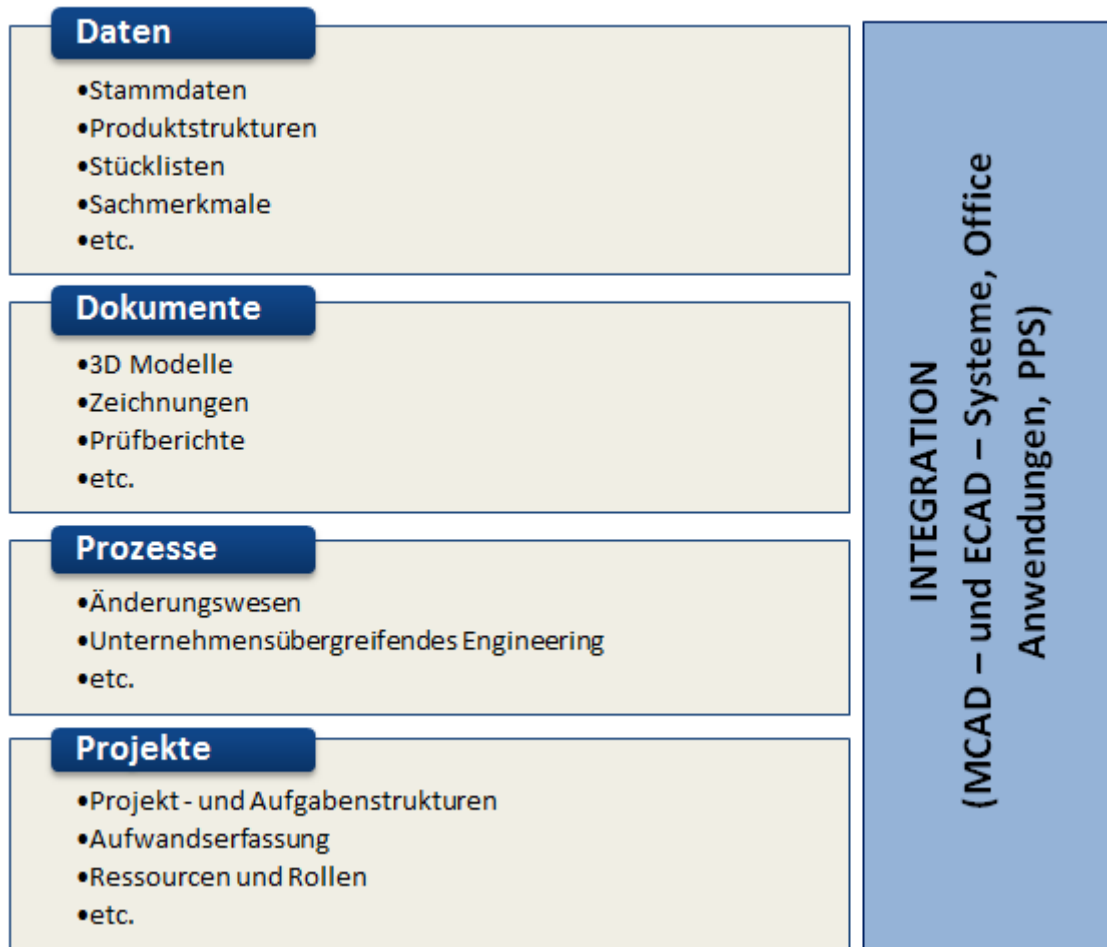 Daten
•Stammdaten
•Produktstrukturen
•Stücklisten
•Sachmerkmale
•etc.
Dokumente
•3D Modelle
•Zeichnungen
•Prüfberichte
•etc.
Prozesse
•Änderungswesen
•Unternehmensübergreifendes Engineering
•etc.
Projekte
•Projekt - und Aufgabenstrukturen
•Aufwandserfassung
•Ressourcen und Rollen
•etc.
INTEGRATION
(MCAD – und ECAD – Systeme, Office
Anwendungen, PPS)